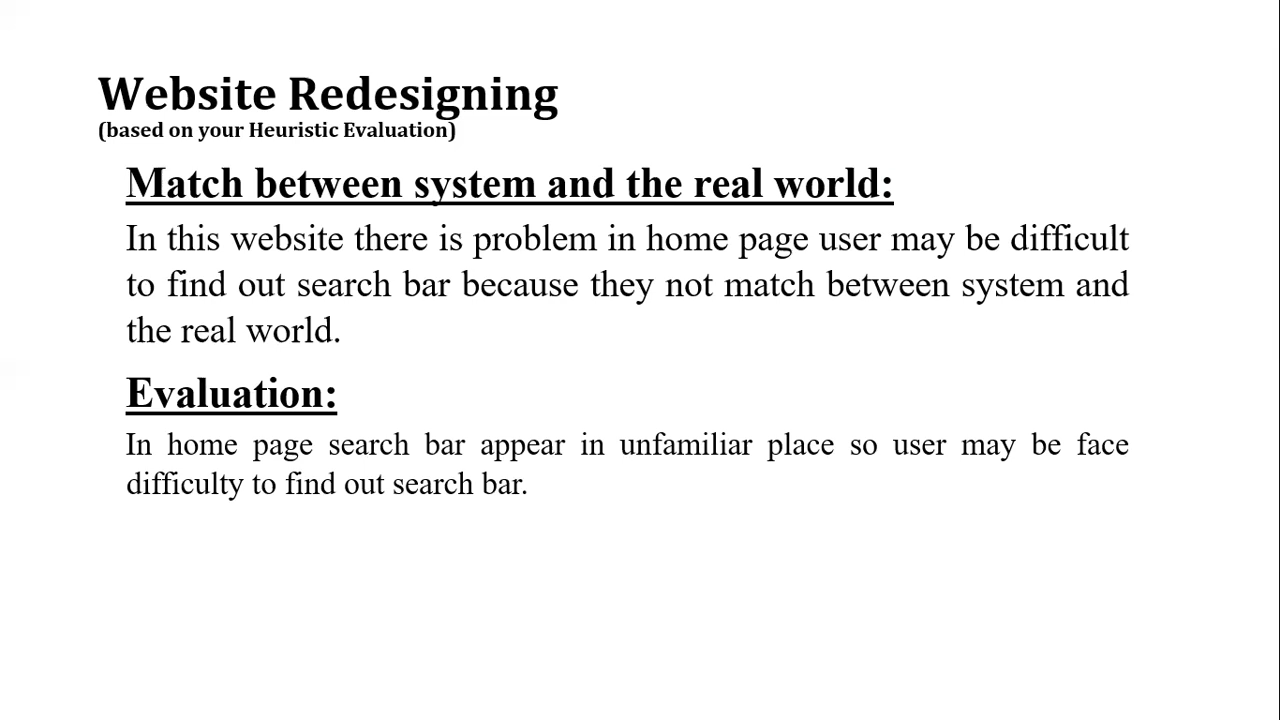 Website Redesigning
(based on your Heuristic Evaluation)
Match between system and the real world:
In this website there is problem in home page user may be difficult
to find out search bar because they not match between system and
the real world.
Evaluation:
In home page search bar appear in unfamiliar place so user may be face
difficulty to find out search bar.